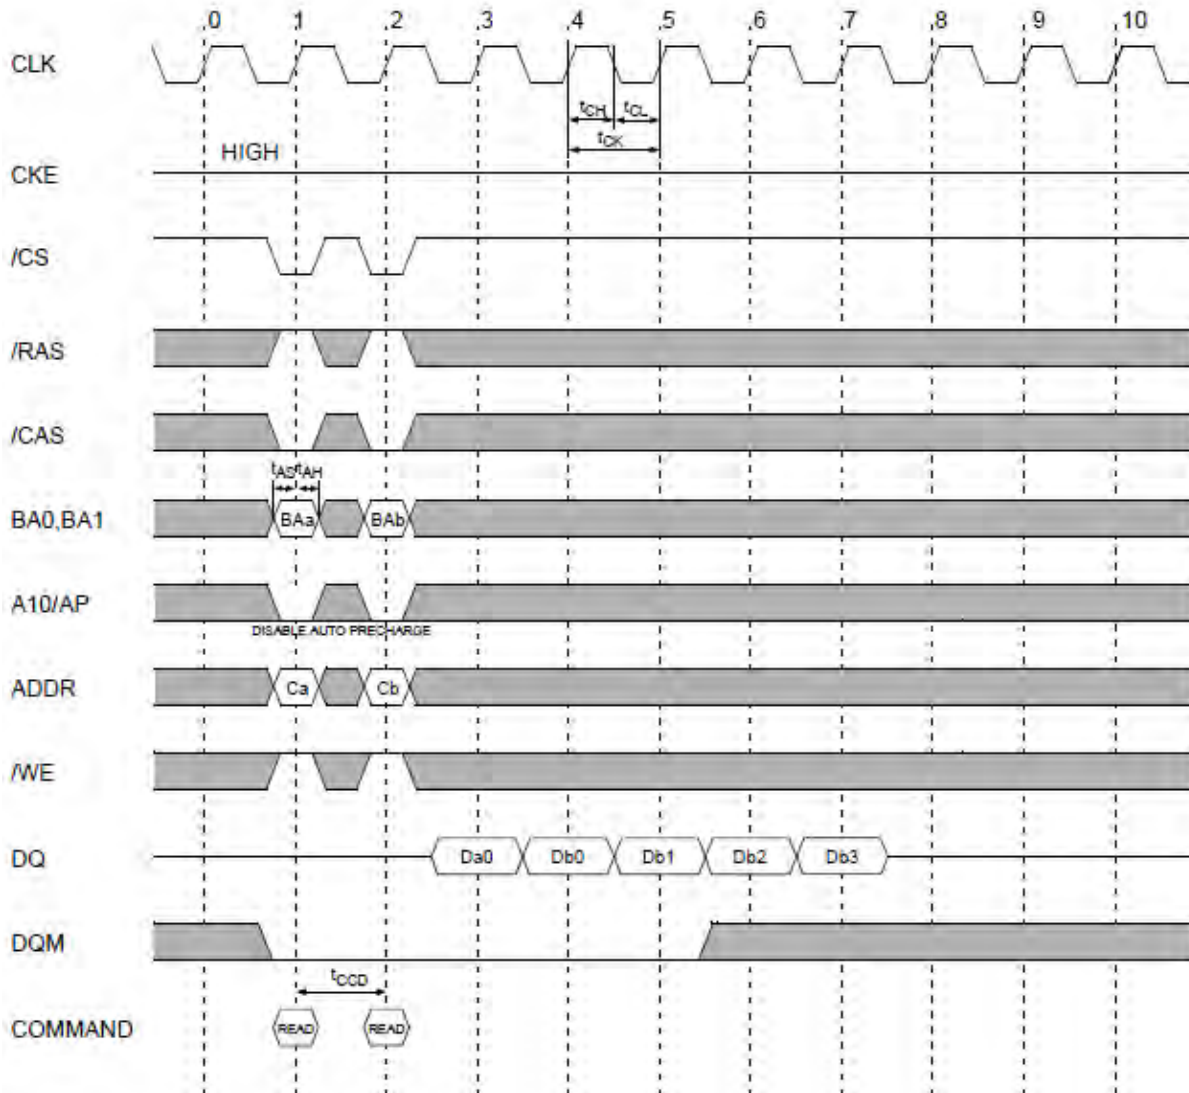 0 1 2 3 4 5 6 7 8 9 10
CLK
tCH tCL
tCK
HIGH
CKE
/CS
/RAS
/CAS
tAS tAH
BA0,BA1 BAa BAb
A10/AP
DISABLE AUTO PRECHARGE
ADDR Ca Cb
/WE
DQ Da0 Db0 Db1 Db2 Db3
DQM
tCCD
COMMAND READ READ